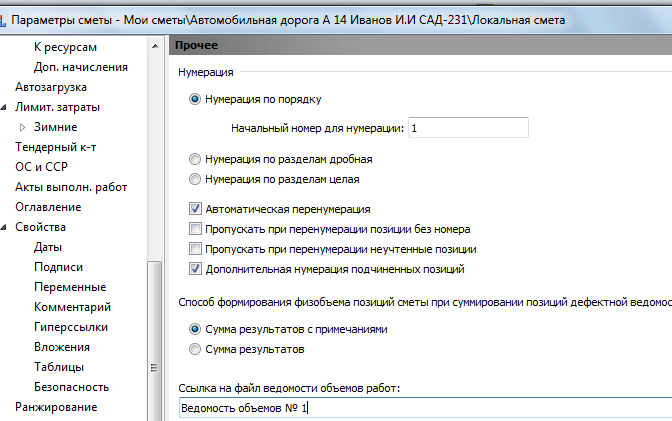 Параметры сметы - Мои сметы\Автомобильная дорога А 14 Иванов И.И САД-231\Локальная смета
К ресурсам
Доп. начисления
Автозагрузка
Лимит. затраты
Зимние
Тендерный к-т
ОС и ССР
Акты выполн. работ
Оглавление
Свойства
Даты
Подписи
Переменные
Комментарий
Гиперссылки
Вложения
Таблицы
Безопасность
Ранжирование
Прочее
Нумерация
Нумерация по порядку
Начальный номер для нумерации: 1
Нумерация по разделам дробная
Нумерация по разделам целая
Автоматическая перенумерация
Пропускать при перенумерации позиции без номера
Пропускать при перенумерации неучтенные позиции
Дополнительная нумерация подчиненных позиций
Способ формирования физобъема позиций сметы при суммировании позиций дефектной ведомос
Сумма результатов с примечаниями
Сумма результатов
Ссылка на файл ведомости объемов работ:
Ведомость объемов № 1